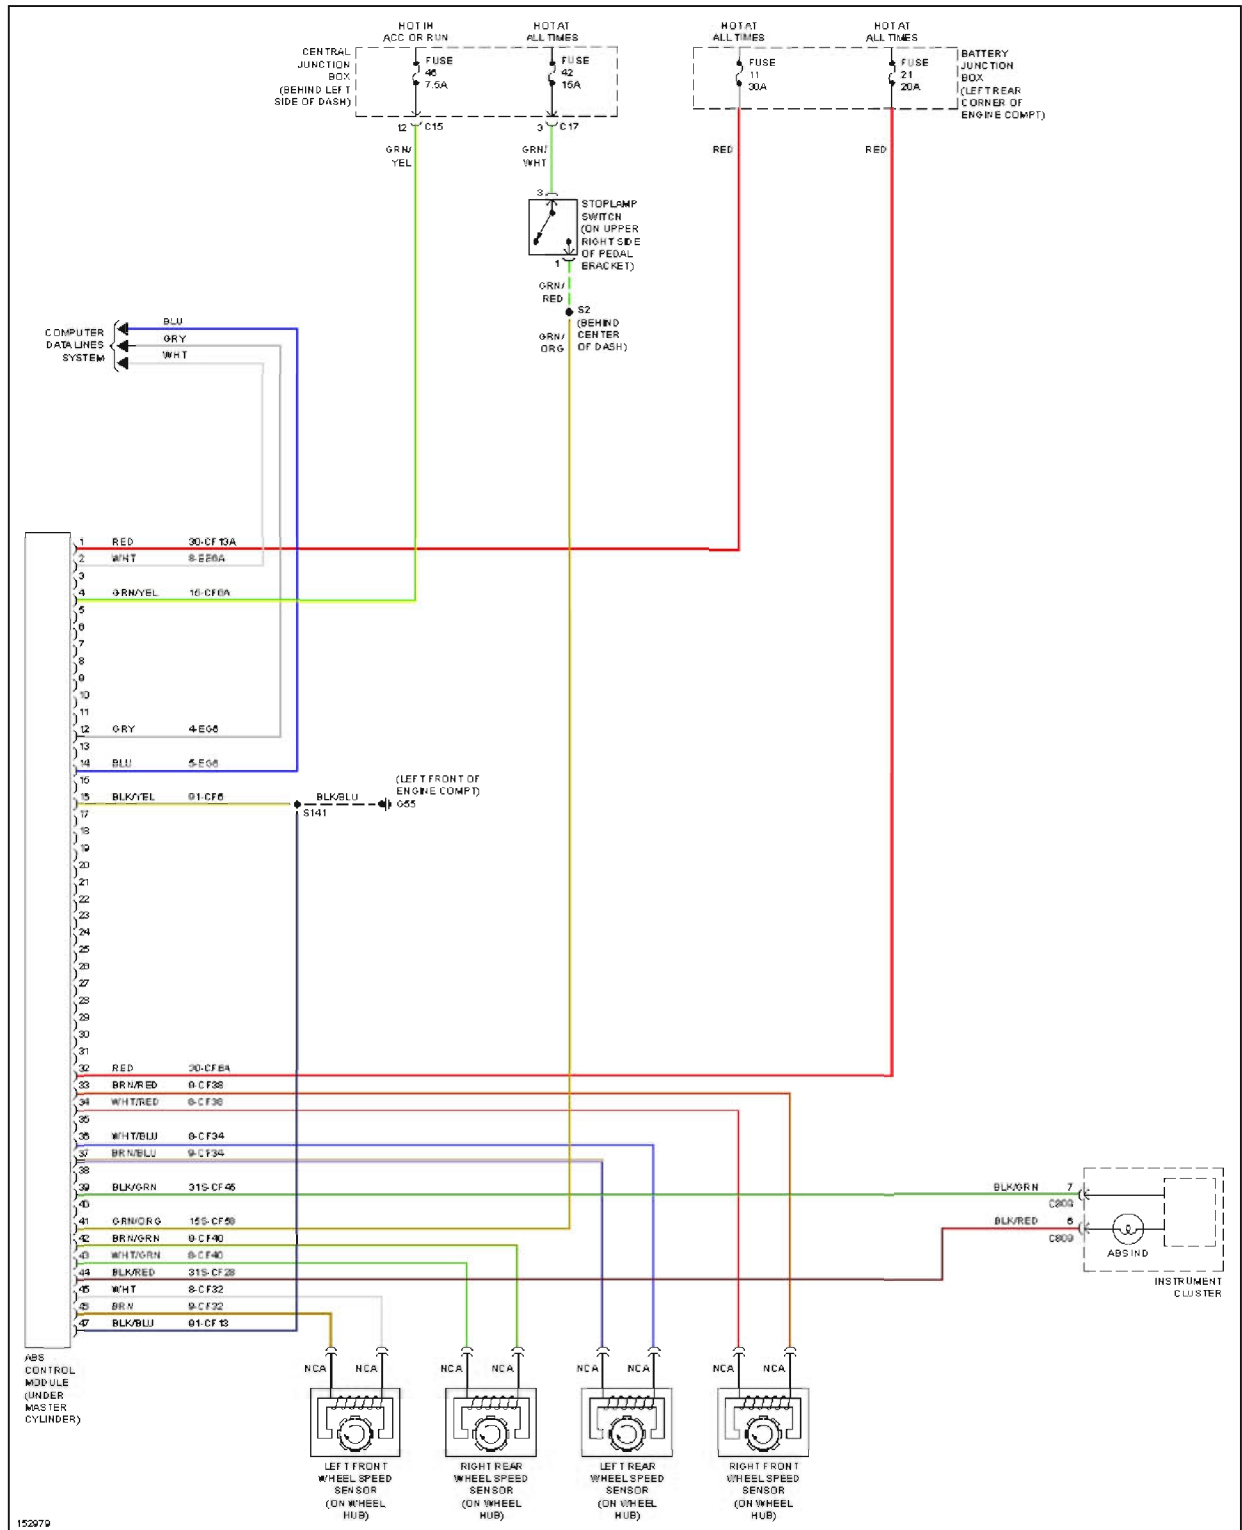 HOT IN
ACC OR RUN
HOT AT
ALL TIMES
HOT AT
ALL TIMES
HOT AT
ALL TIMES
CENTRAL
JUNCTION
BOX
(BEHIND LEFT
SIDE OF DASH)
FUSE
46
7.5A
FUSE
42
15A
FUSE
11
30A
FUSE
21
20A
BATTERY
JUNCTION
BOX
(LEFT REAR
CORNER OF
ENGINE COMPT)
12 C15
3 C17
GRN/
YEL
GRN/
WHT
RED
RED
3
STOPLAMP
SWITCH
(ON UPPER
RIGHT SIDE
OF PEDAL
BRACKET)
1
GRN/
RED
S2
(BEHIND
CENTER
OF DASH)
GRN/
ORG
COMPUTER
DATA LINES
SYSTEM
BLU
GRY
WHT
1 RED 30-CF13A
2 WHT 8-EE6A
3
4 GRN/YEL 15-CF6A
5
6
7
8
9
10
11
12 GRY 4-EG6
13
14 BLU 5-EG6
15
16 BLK/YEL 91-CF6
BLK/BLU
S141
(LEFT FRONT OF
ENGINE COMPT)
G55
17
18
19
20
21
22
23
24
25
26
27
28
29
30
31
32 RED 30-CF6A
33 BRN/RED 9-CF38
34 WHT/RED 8-CF38
35
36 WHT/BLU 8-CF34
37 BRN/BLU 9-CF34
38
39 BLK/GRN 31S-CF46
40
41 GRN/ORG 15S-CF58
42 BRN/GRN 9-CF40
43 WHT/GRN 8-CF40
44 BLK/RED 31S-CF28
45 WHT 8-CF32
46 BRN 9-CF32
47 BLK/BLU 91-CF13
BLK/GRN 7
C809
BLK/RED 6
C809
ABS IND
INSTRUMENT
CLUSTER
ABS
CONTROL
MODULE
(UNDER
MASTER
CYLINDER)
NCA NCA
NCA NCA
NCA NCA
NCA NCA
LEFT FRONT
WHEEL SPEED
SENSOR
(ON WHEEL
HUB)
RIGHT REAR
WHEEL SPEED
SENSOR
(ON WHEEL
HUB)
LEFT REAR
WHEEL SPEED
SENSOR
(ON WHEEL
HUB)
RIGHT FRONT
WHEEL SPEED
SENSOR
(ON WHEEL
HUB)
152979